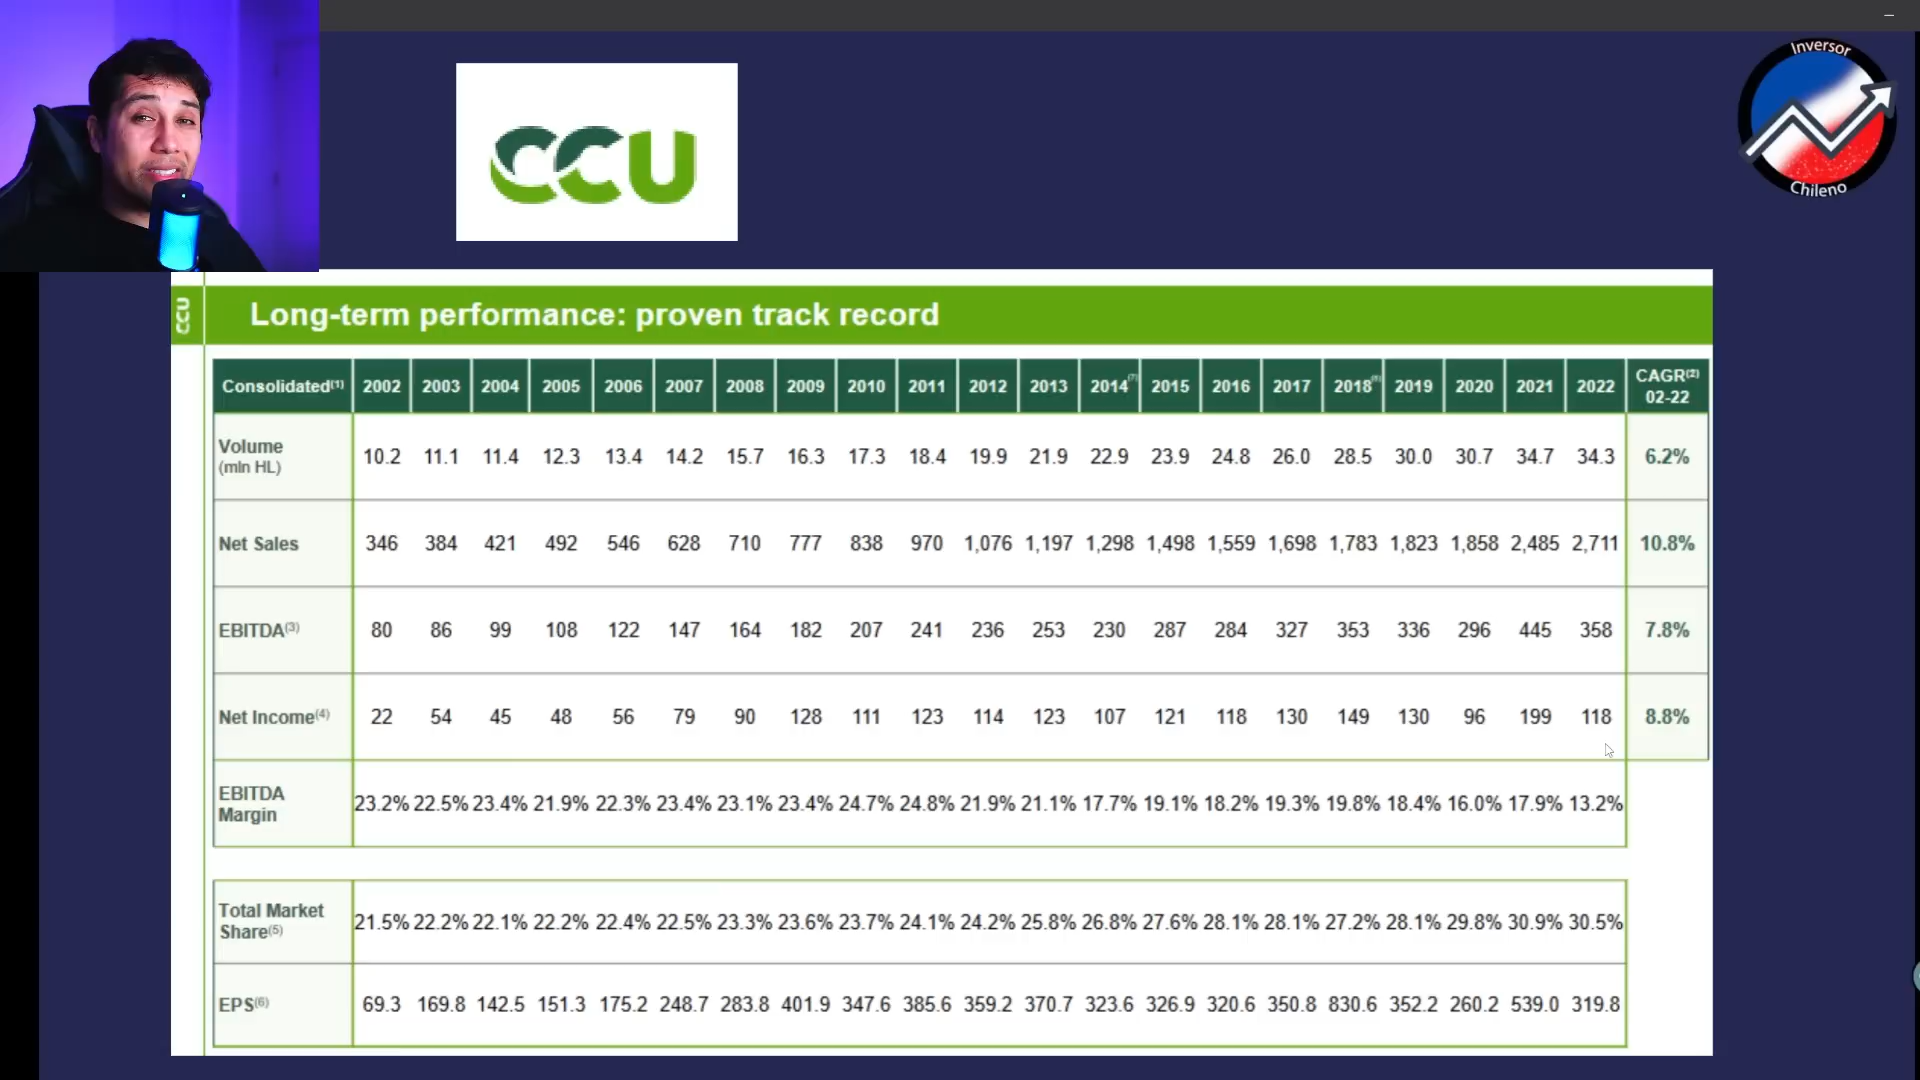 CCU
Inversor
Chileno
CCU
Long-term performance: proven track record
Consolidated(1) 2002 2003 2004 2005 2006 2007 2008 2009 2010 2011 2012 2013 2014(7) 2015 2016 2017 2018 2019 2020 2021 2022 CAGR(2) 02-22
Volume (mln HL) 10.2 11.1 11.4 12.3 13.4 14.2 15.7 16.3 17.3 18.4 19.9 21.9 22.9 23.9 24.8 26.0 28.5 30.0 30.7 34.7 34.3 6.2%
Net Sales 346 384 421 492 546 628 710 777 838 970 1,076 1,197 1,298 1,498 1,559 1,698 1,783 1,823 1,858 2,485 2,711 10.8%
EBITDA(3) 80 86 99 108 122 147 164 182 207 241 236 253 230 287 284 327 353 336 296 445 358 7.8%
Net Income(4) 22 54 45 48 56 79 90 128 111 123 114 123 107 121 118 130 149 130 96 199 118 8.8%
EBITDA Margin 23.2% 22.5% 23.4% 21.9% 22.3% 23.4% 23.1% 23.4% 24.7% 24.8% 21.9% 21.1% 17.7% 19.1% 18.2% 19.3% 19.8% 18.4% 16.0% 17.9% 13.2%
Total Market Share(5) 21.5% 22.2% 22.1% 22.2% 22.4% 22.5% 23.3% 23.6% 23.7% 24.1% 24.2% 25.8% 26.8% 27.6% 28.1% 28.1% 27.2% 28.1% 29.8% 30.9% 30.5%
EPS(6) 69.3 169.8 142.5 151.3 175.2 248.7 283.8 401.9 347.6 385.6 359.2 370.7 323.6 326.9 320.6 350.8 830.6 352.2 260.2 539.0 319.8